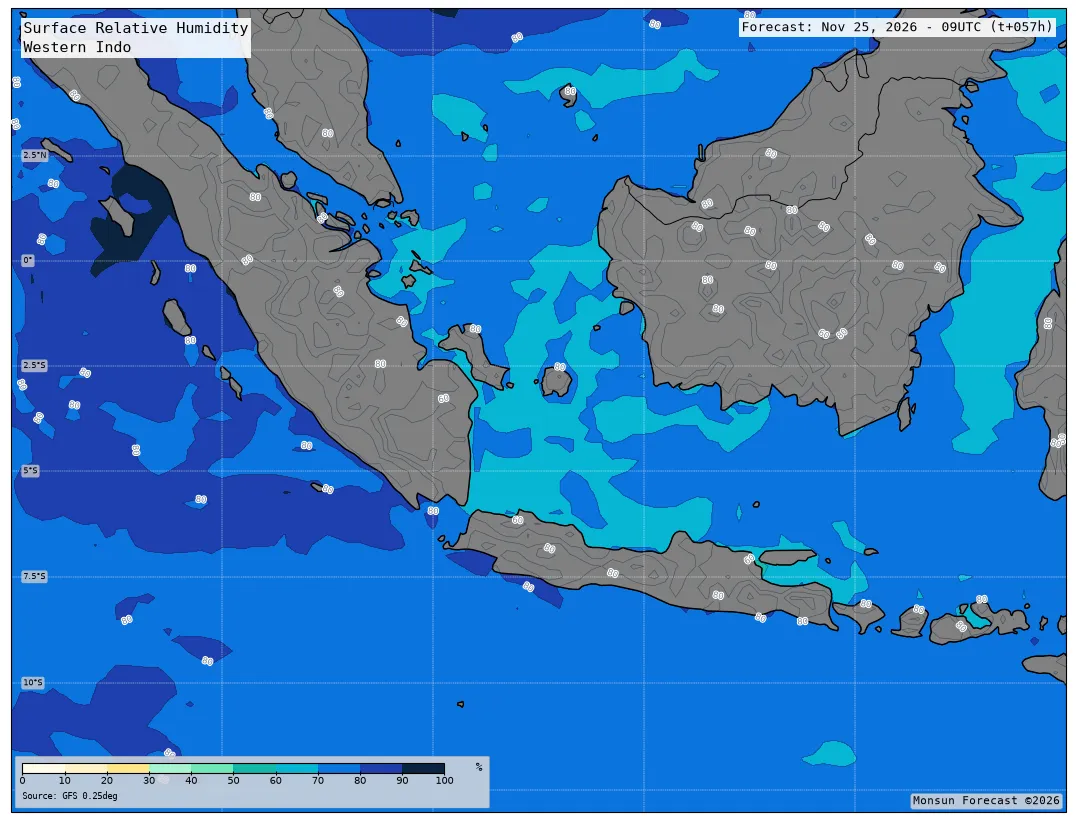 Surface Relative Humidity
Western Indo
Forecast: Nov 25, 2026 - 09UTC (t+057h)
2.5°N
0°
2.5°S
5°S
7.5°S
10°S
0 10 20 30 40 50 60 70 80 90 100 %
Source: GFS 0.25deg
Monsun Forecast ©2026